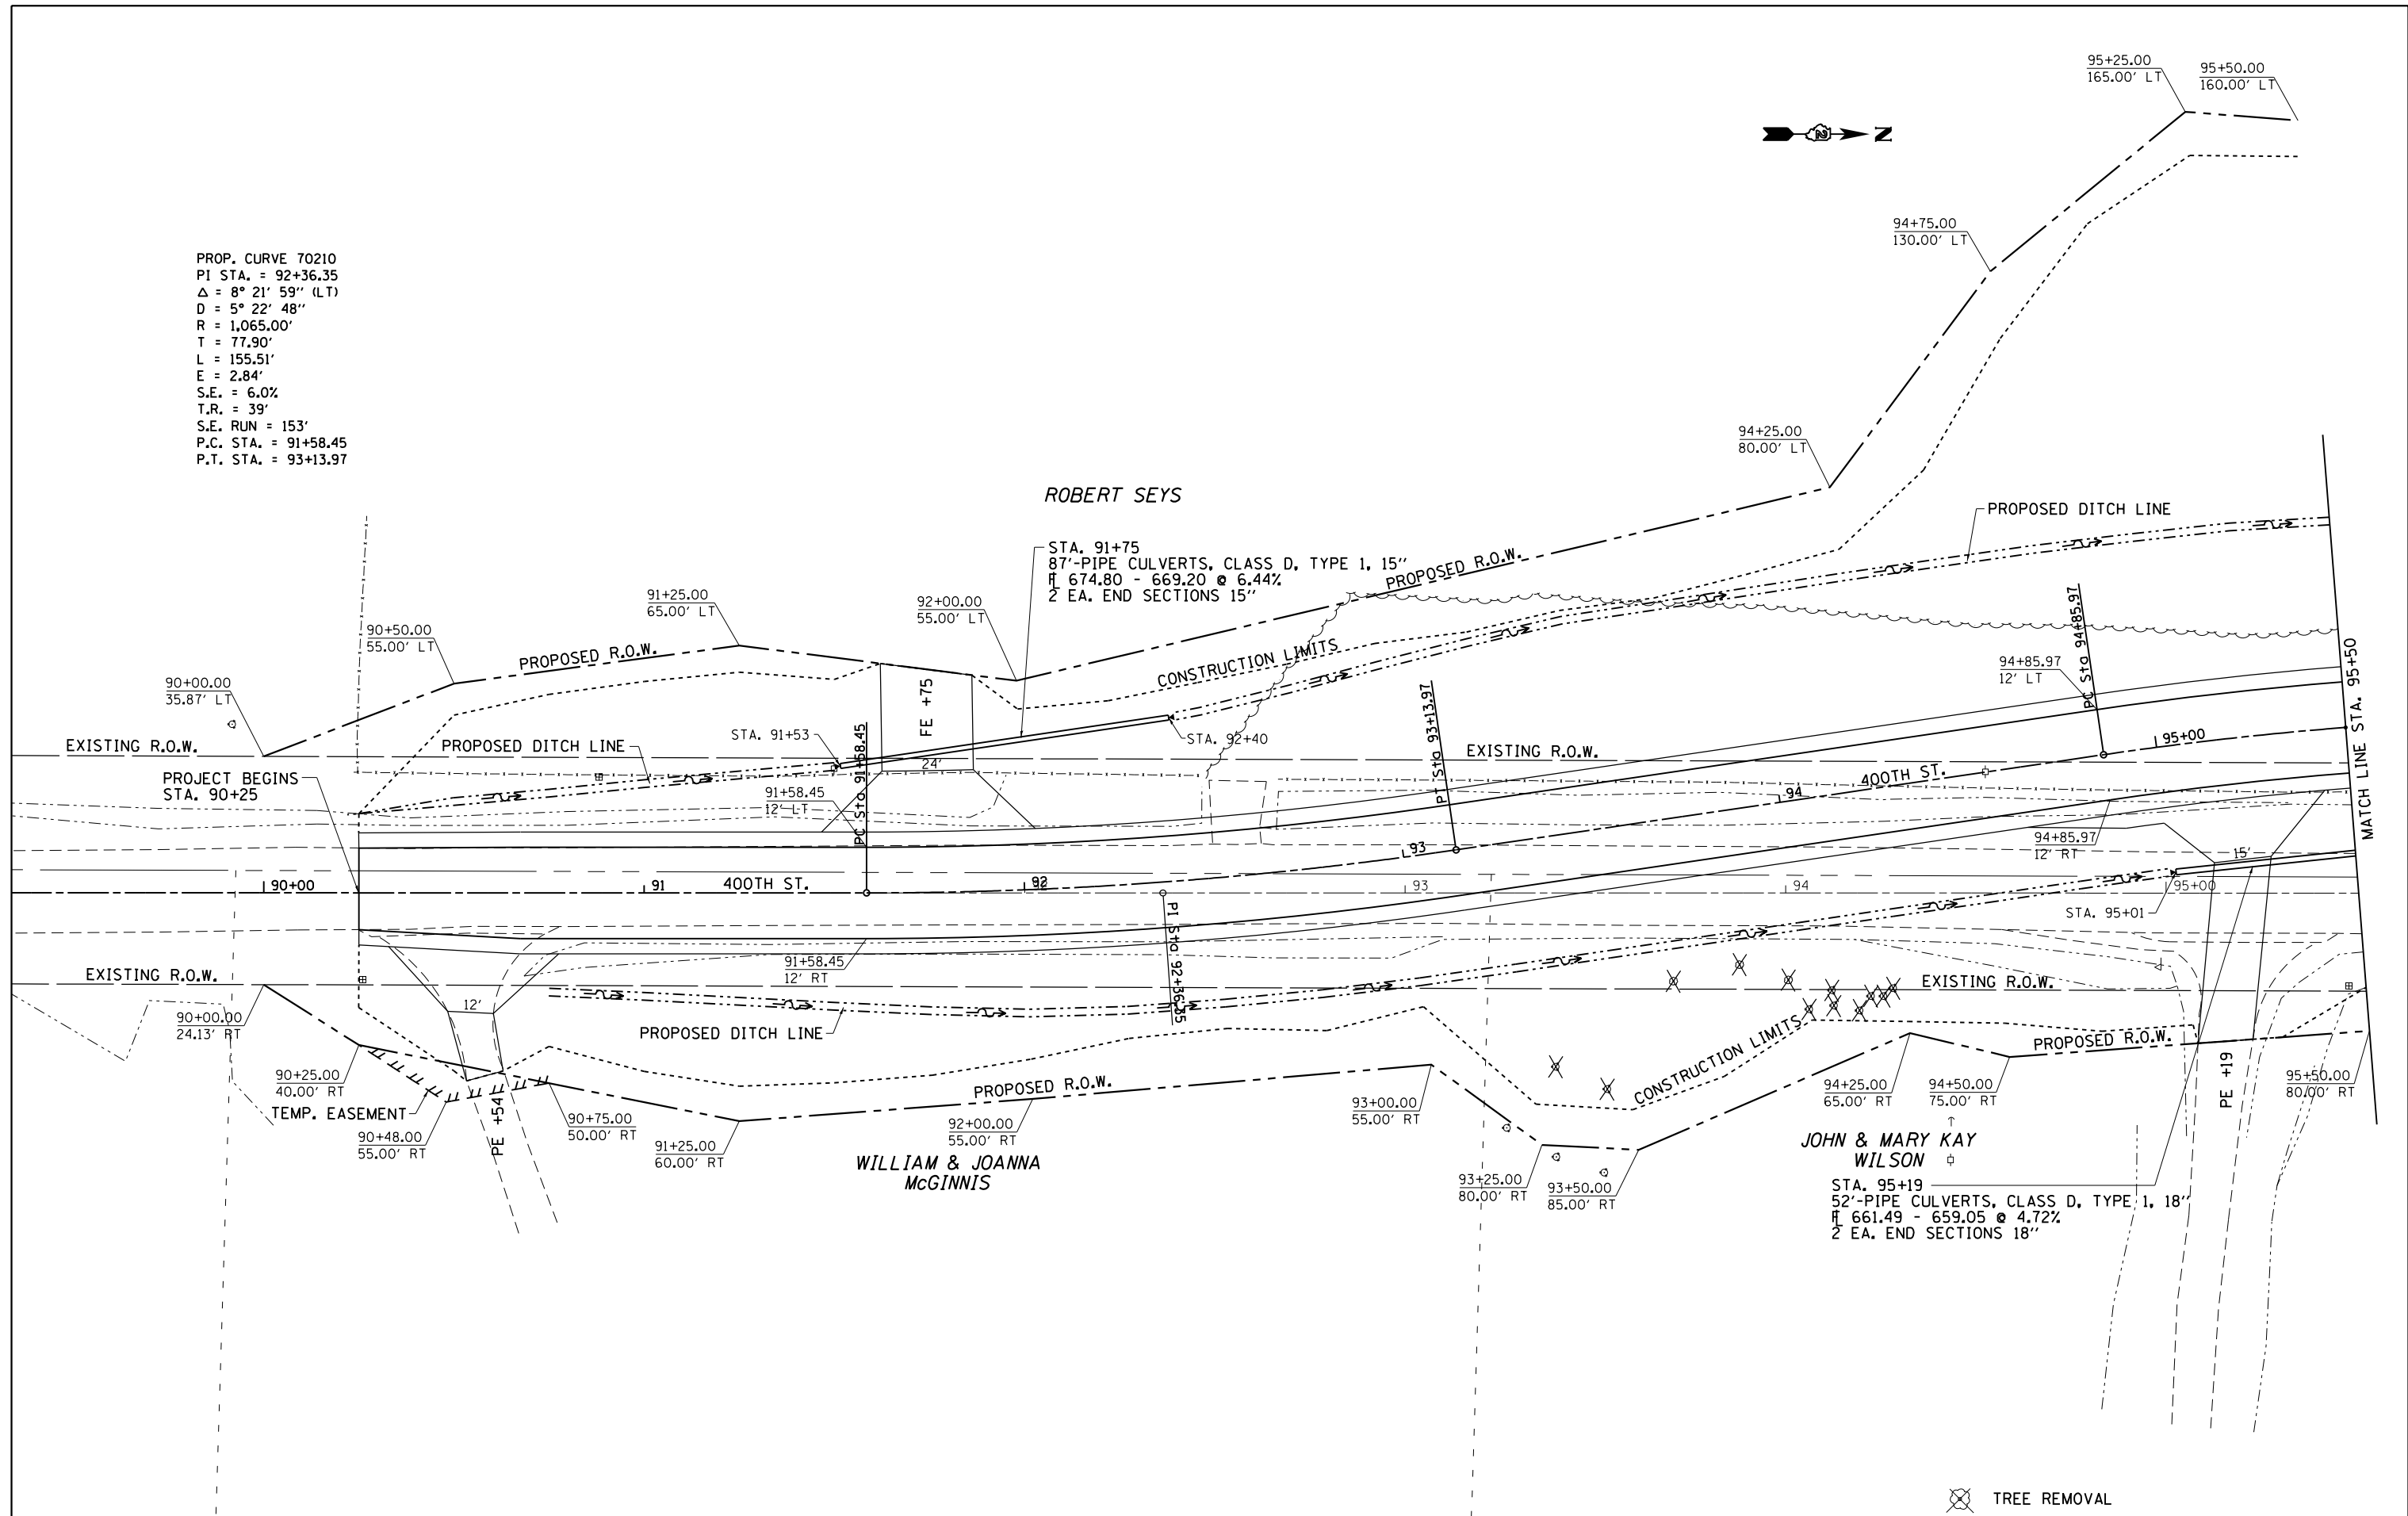 95+25.00
165.00' LT
95+50.00
160.00' LT
N
94+75.00
130.00' LT
PROP. CURVE 70210
PI STA. = 92+36.35
Δ = 8° 21' 59'' (LT)
D = 5° 22' 48''
R = 1,065.00'
T = 77.90'
L = 155.51'
E = 2.84'
S.E. = 6.0%
T.R. = 39'
S.E. RUN = 153'
P.C. STA. = 91+58.45
P.T. STA. = 93+13.97
94+25.00
80.00' LT
ROBERT SEYS
PROPOSED DITCH LINE
STA. 91+75
87'-PIPE CULVERTS, CLASS D, TYPE 1, 15''
FL 674.80 - 669.20 @ 6.44%
2 EA. END SECTIONS 15''
PROPOSED R.O.W.
91+25.00
65.00' LT
92+00.00
55.00' LT
90+50.00
55.00' LT
PROPOSED R.O.W.
CONSTRUCTION LIMITS
90+00.00
35.87' LT
FE +75
PC Sta 94+85.97
94+85.97
12' LT
MATCH LINE STA. 95+50
EXISTING R.O.W.
PROPOSED DITCH LINE
STA. 91+53
PC Sta 91+58.45
24'
STA. 92+40
PT Sta 93+13.97
EXISTING R.O.W.
95+00
PROJECT BEGINS
STA. 90+25
91+58.45
12' LT
400TH ST.
94
93
94+85.97
12' RT
15'
90+00
91
400TH ST.
92
92
93
94
95+00
STA. 95+01
PI Sta 92+36.35
91+58.45
12' RT
EXISTING R.O.W.
EXISTING R.O.W.
12'
90+00.00
24.13' RT
PROPOSED DITCH LINE
CONSTRUCTION LIMITS
PROPOSED R.O.W.
90+25.00
40.00' RT
TEMP. EASEMENT
PE +54
90+48.00
55.00' RT
90+75.00
50.00' RT
91+25.00
60.00' RT
PROPOSED R.O.W.
92+00.00
55.00' RT
93+00.00
55.00' RT
94+25.00
65.00' RT
94+50.00
75.00' RT
PE +19
95+50.00
80.00' RT
WILLIAM & JOANNA
McGINNIS
93+25.00
80.00' RT
93+50.00
85.00' RT
JOHN & MARY KAY
WILSON
STA. 95+19
52'-PIPE CULVERTS, CLASS D, TYPE 1, 18''
FL 661.49 - 659.05 @ 4.72%
2 EA. END SECTIONS 18''
TREE REMOVAL